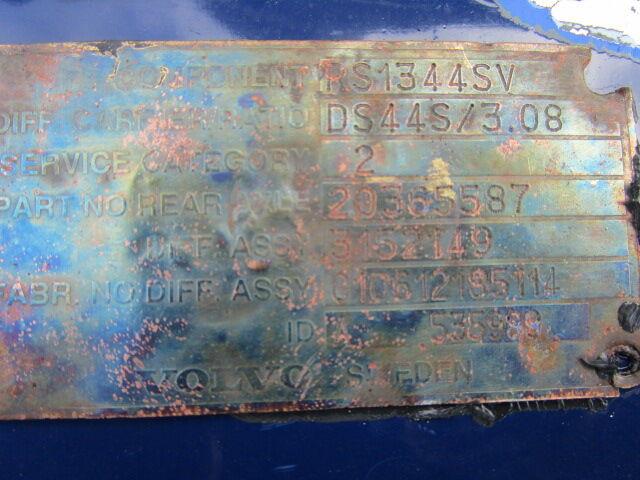 COMPONENT RS1344SV
DIFF. CARRIER/RATIO DS44S/3.08
SERVICE CATEGORY 2
PART NO REAR AXLE 20365587
DIFF. ASSY 3152149
FABR. NO DIFF. ASSY 010612185114
ID A 535988
VOLVO SWEDEN